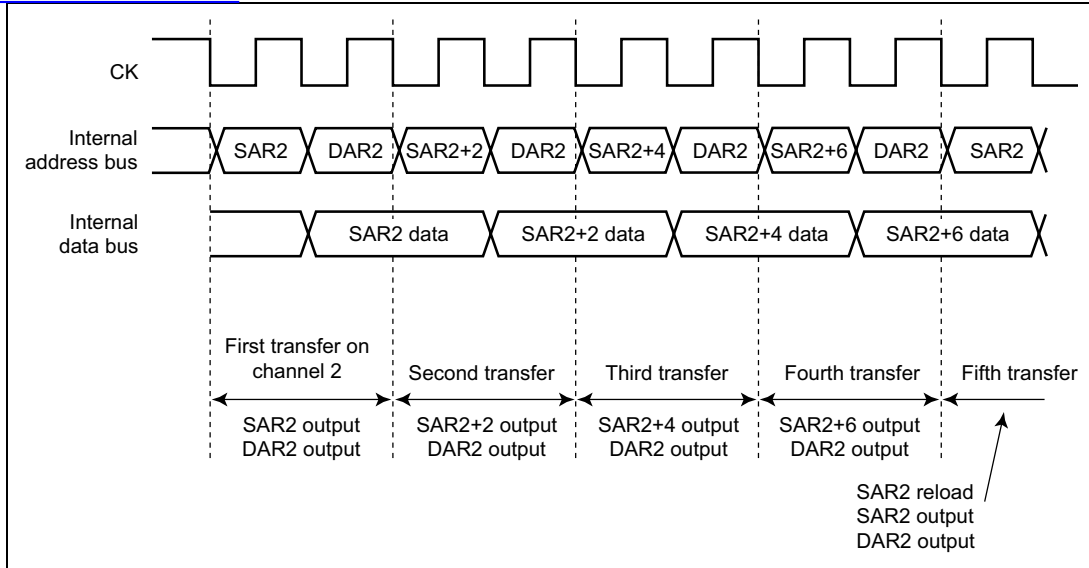 CK
Internal
address bus
SAR2
DAR2
SAR2+2
DAR2
SAR2+4
DAR2
SAR2+6
DAR2
SAR2
Internal
data bus
SAR2 data
SAR2+2 data
SAR2+4 data
SAR2+6 data
First transfer on
channel 2
Second transfer
Third transfer
Fourth transfer
Fifth transfer
SAR2 output
DAR2 output
SAR2+2 output
DAR2 output
SAR2+4 output
DAR2 output
SAR2+6 output
DAR2 output
SAR2 reload
SAR2 output
DAR2 output